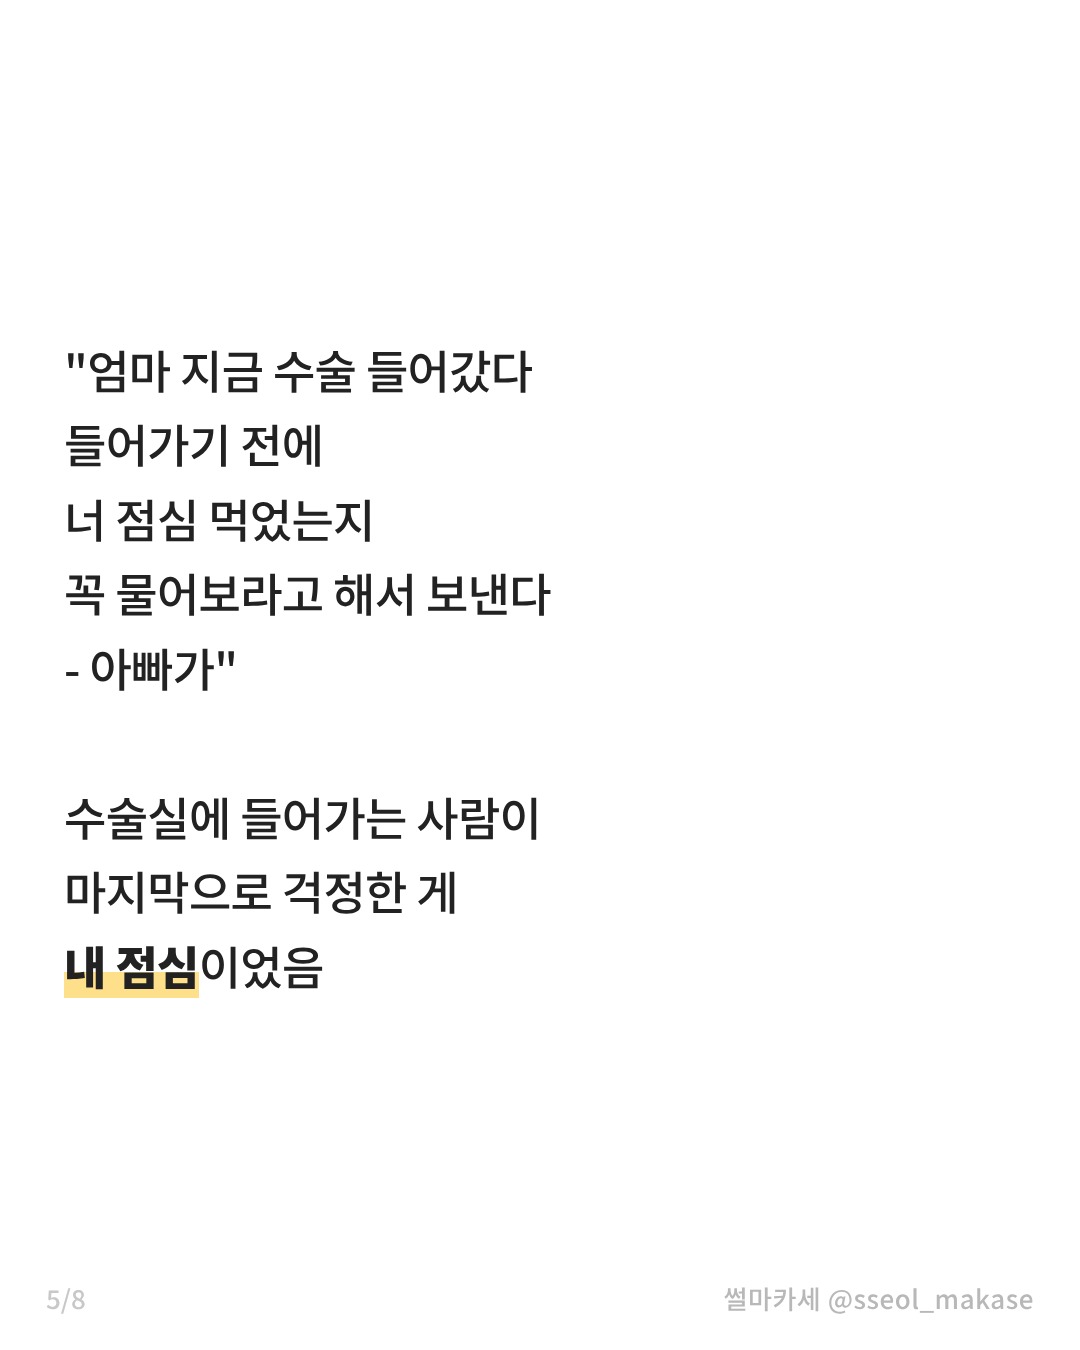 "엄마 지금 수술 들어갔다
들어가기 전에
너 점심 먹었는지
꼭 물어보라고 해서 보낸다
- 아빠가"
수술실에 들어가는 사람이
마지막으로 걱정한 게
내 점심이었음
5/8
썰마카세 @sseol_makase